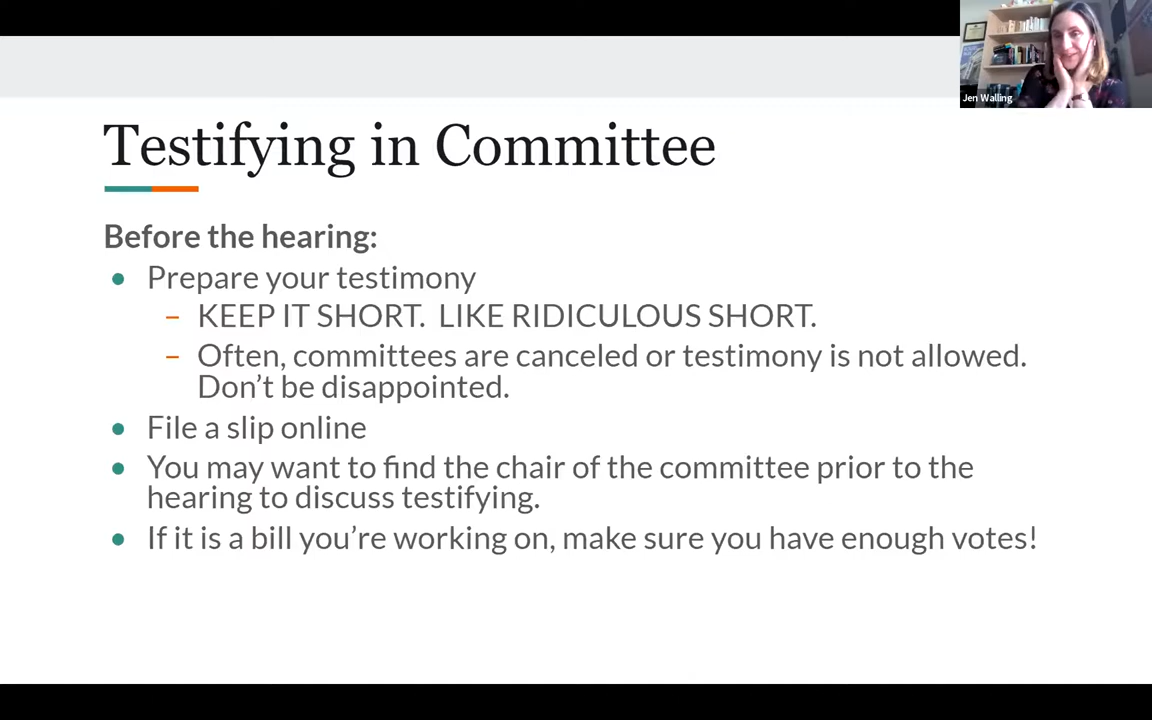 Jen Walling
Testifying in Committee
Before the hearing:
● Prepare your testimony
– KEEP IT SHORT.  LIKE RIDICULOUS SHORT.
– Often, committees are canceled or testimony is not allowed.
Don’t be disappointed.
● File a slip online
● You may want to find the chair of the committee prior to the
hearing to discuss testifying.
● If it is a bill you’re working on, make sure you have enough votes!